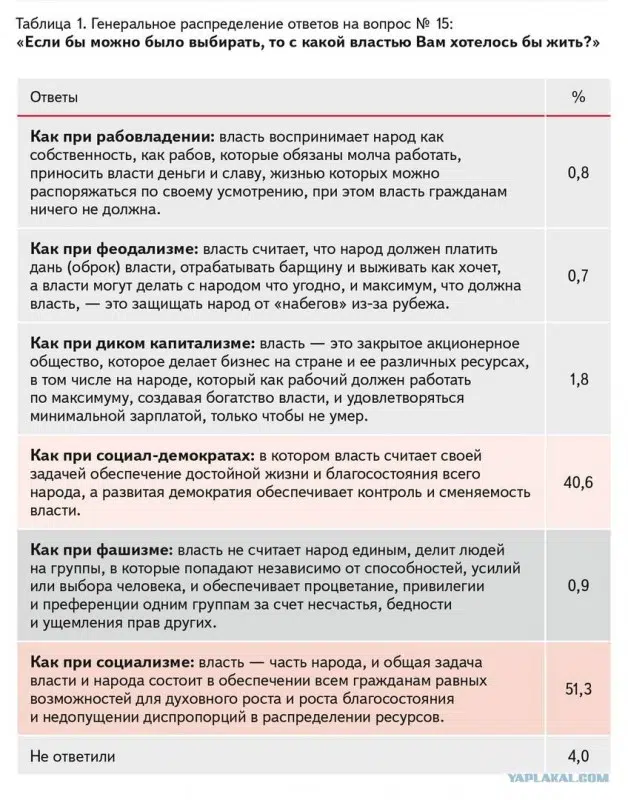 Таблица 1. Генеральное распределение ответов на вопрос № 15:
«Если бы можно было выбирать, то с какой властью Вам хотелось бы жить?»
Ответы %
Как при рабовладении: власть воспринимает народ как
собственность, как рабов, которые обязаны молча работать,
приносить власти деньги и славу, жизнью которых можно
распоряжаться по своему усмотрению, при этом власть гражданам
ничего не должна.
0,8
Как при феодализме: власть считает, что народ должен платить
дань (оброк) власти, отрабатывать барщину и выживать как хочет,
а власти могут делать с народом что угодно, и максимум, что должна
власть, — это защищать народ от «набегов» из-за рубежа.
0,7
Как при диком капитализме: власть — это закрытое акционерное
общество, которое делает бизнес на стране и ее различных ресурсах,
в том числе на народе, который как рабочий должен работать
по максимуму, создавая богатство власти, и удовлетворяться
минимальной зарплатой, только чтобы не умер.
1,8
Как при социал-демократах: в котором власть считает своей
задачей обеспечение достойной жизни и благосостояния всего
народа, а развитая демократия обеспечивает контроль и сменяемость
власти.
40,6
Как при фашизме: власть не считает народ единым, делит людей
на группы, в которые попадают независимо от способностей, усилий
или выбора человека, и обеспечивает процветание, привилегии
и преференции одним группам за счет несчастья, бедности
и ущемления прав других.
0,9
Как при социализме: власть — часть народа, и общая задача
власти и народа состоит в обеспечении всем гражданам равных
возможностей для духовного роста и роста благосостояния
и недопущении диспропорций в распределении ресурсов.
51,3
Не ответили 4,0
YAPLAKAL.COM